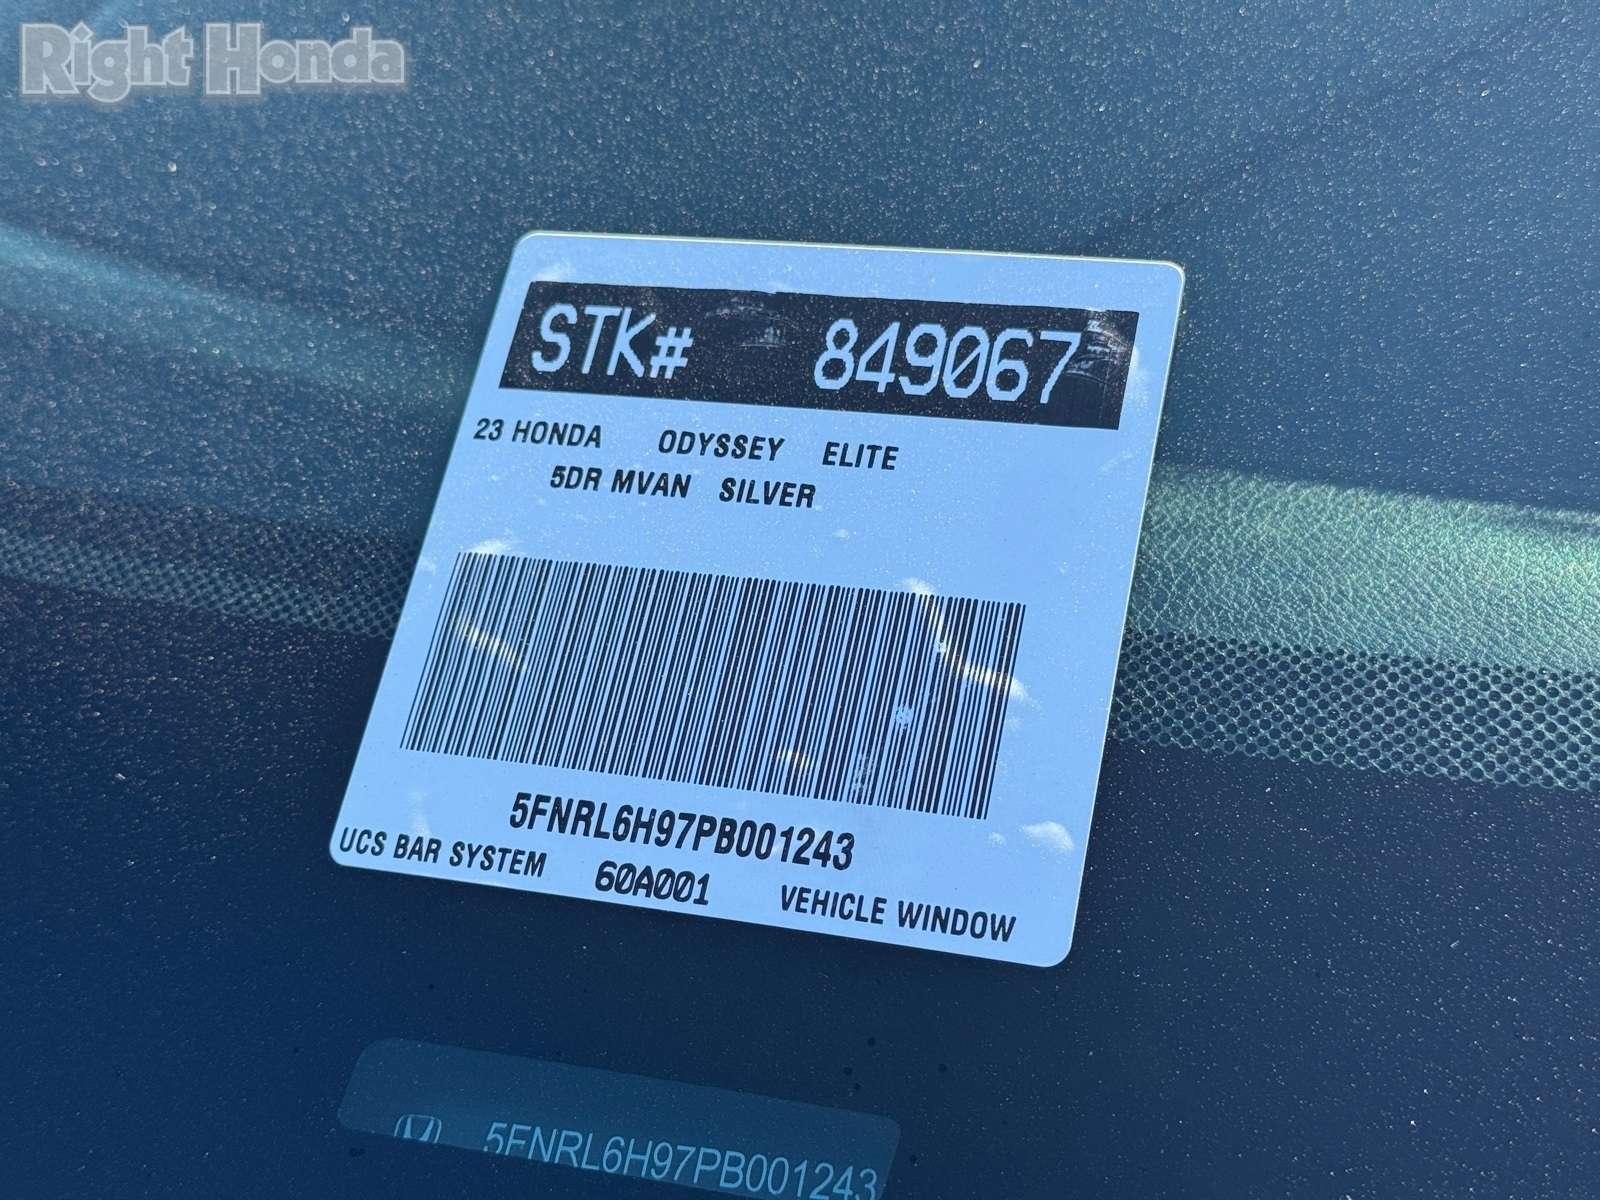 Right Honda
STK# 849067
23 HONDA ODYSSEY ELITE
5DR MVAN SILVER
5FNRL6H97PB001243
UCS BAR SYSTEM 60A001 VEHICLE WINDOW
5FNRL6H97PB001243